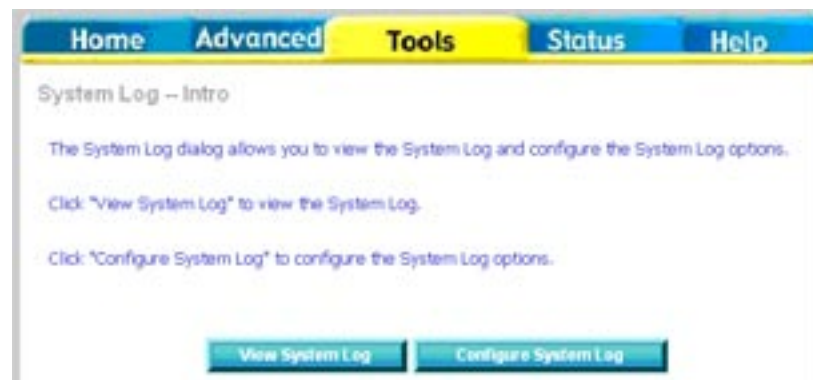 Home Advanced Tools Status Help
System Log -- Intro
The System Log dialog allows you to view the System Log and configure the System Log options.
Click "View System Log" to view the System Log.
Click "Configure System Log" to configure the System Log options.
View System Log Configure System Log